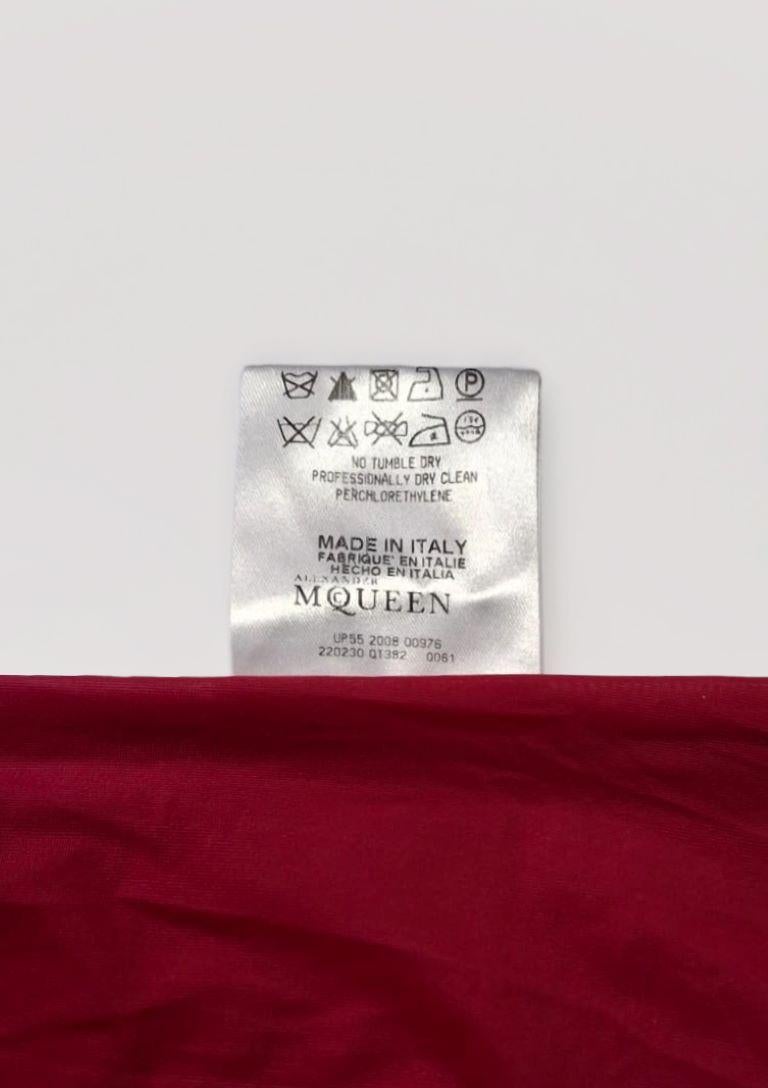 P
NO TUMBLE DRY
PROFESSIONALLY DRY CLEAN
PERCHLORETHYLENE
MADE IN ITALY
FABRIQUE' EN ITALIE
HECHO EN ITALIA
ALEXANDER
McQUEEN
UP55 2008 00976
220230 QT382 0061